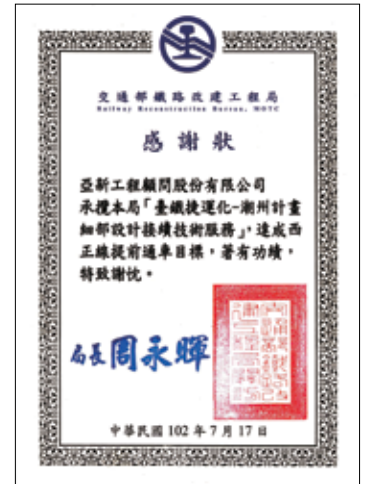 交通部鐵路改建工程局
Railway Reconstruction Bureau, MOTC
感謝狀
亞新工程顧問股份有限公司
承攬本局「臺鐵捷運化-潮州計畫
細部設計接續技術服務」，達成西
正線提前通車目標，著有功績，
特致謝忱。
局長周永暉
中華民國 102 年 7 月 17 日